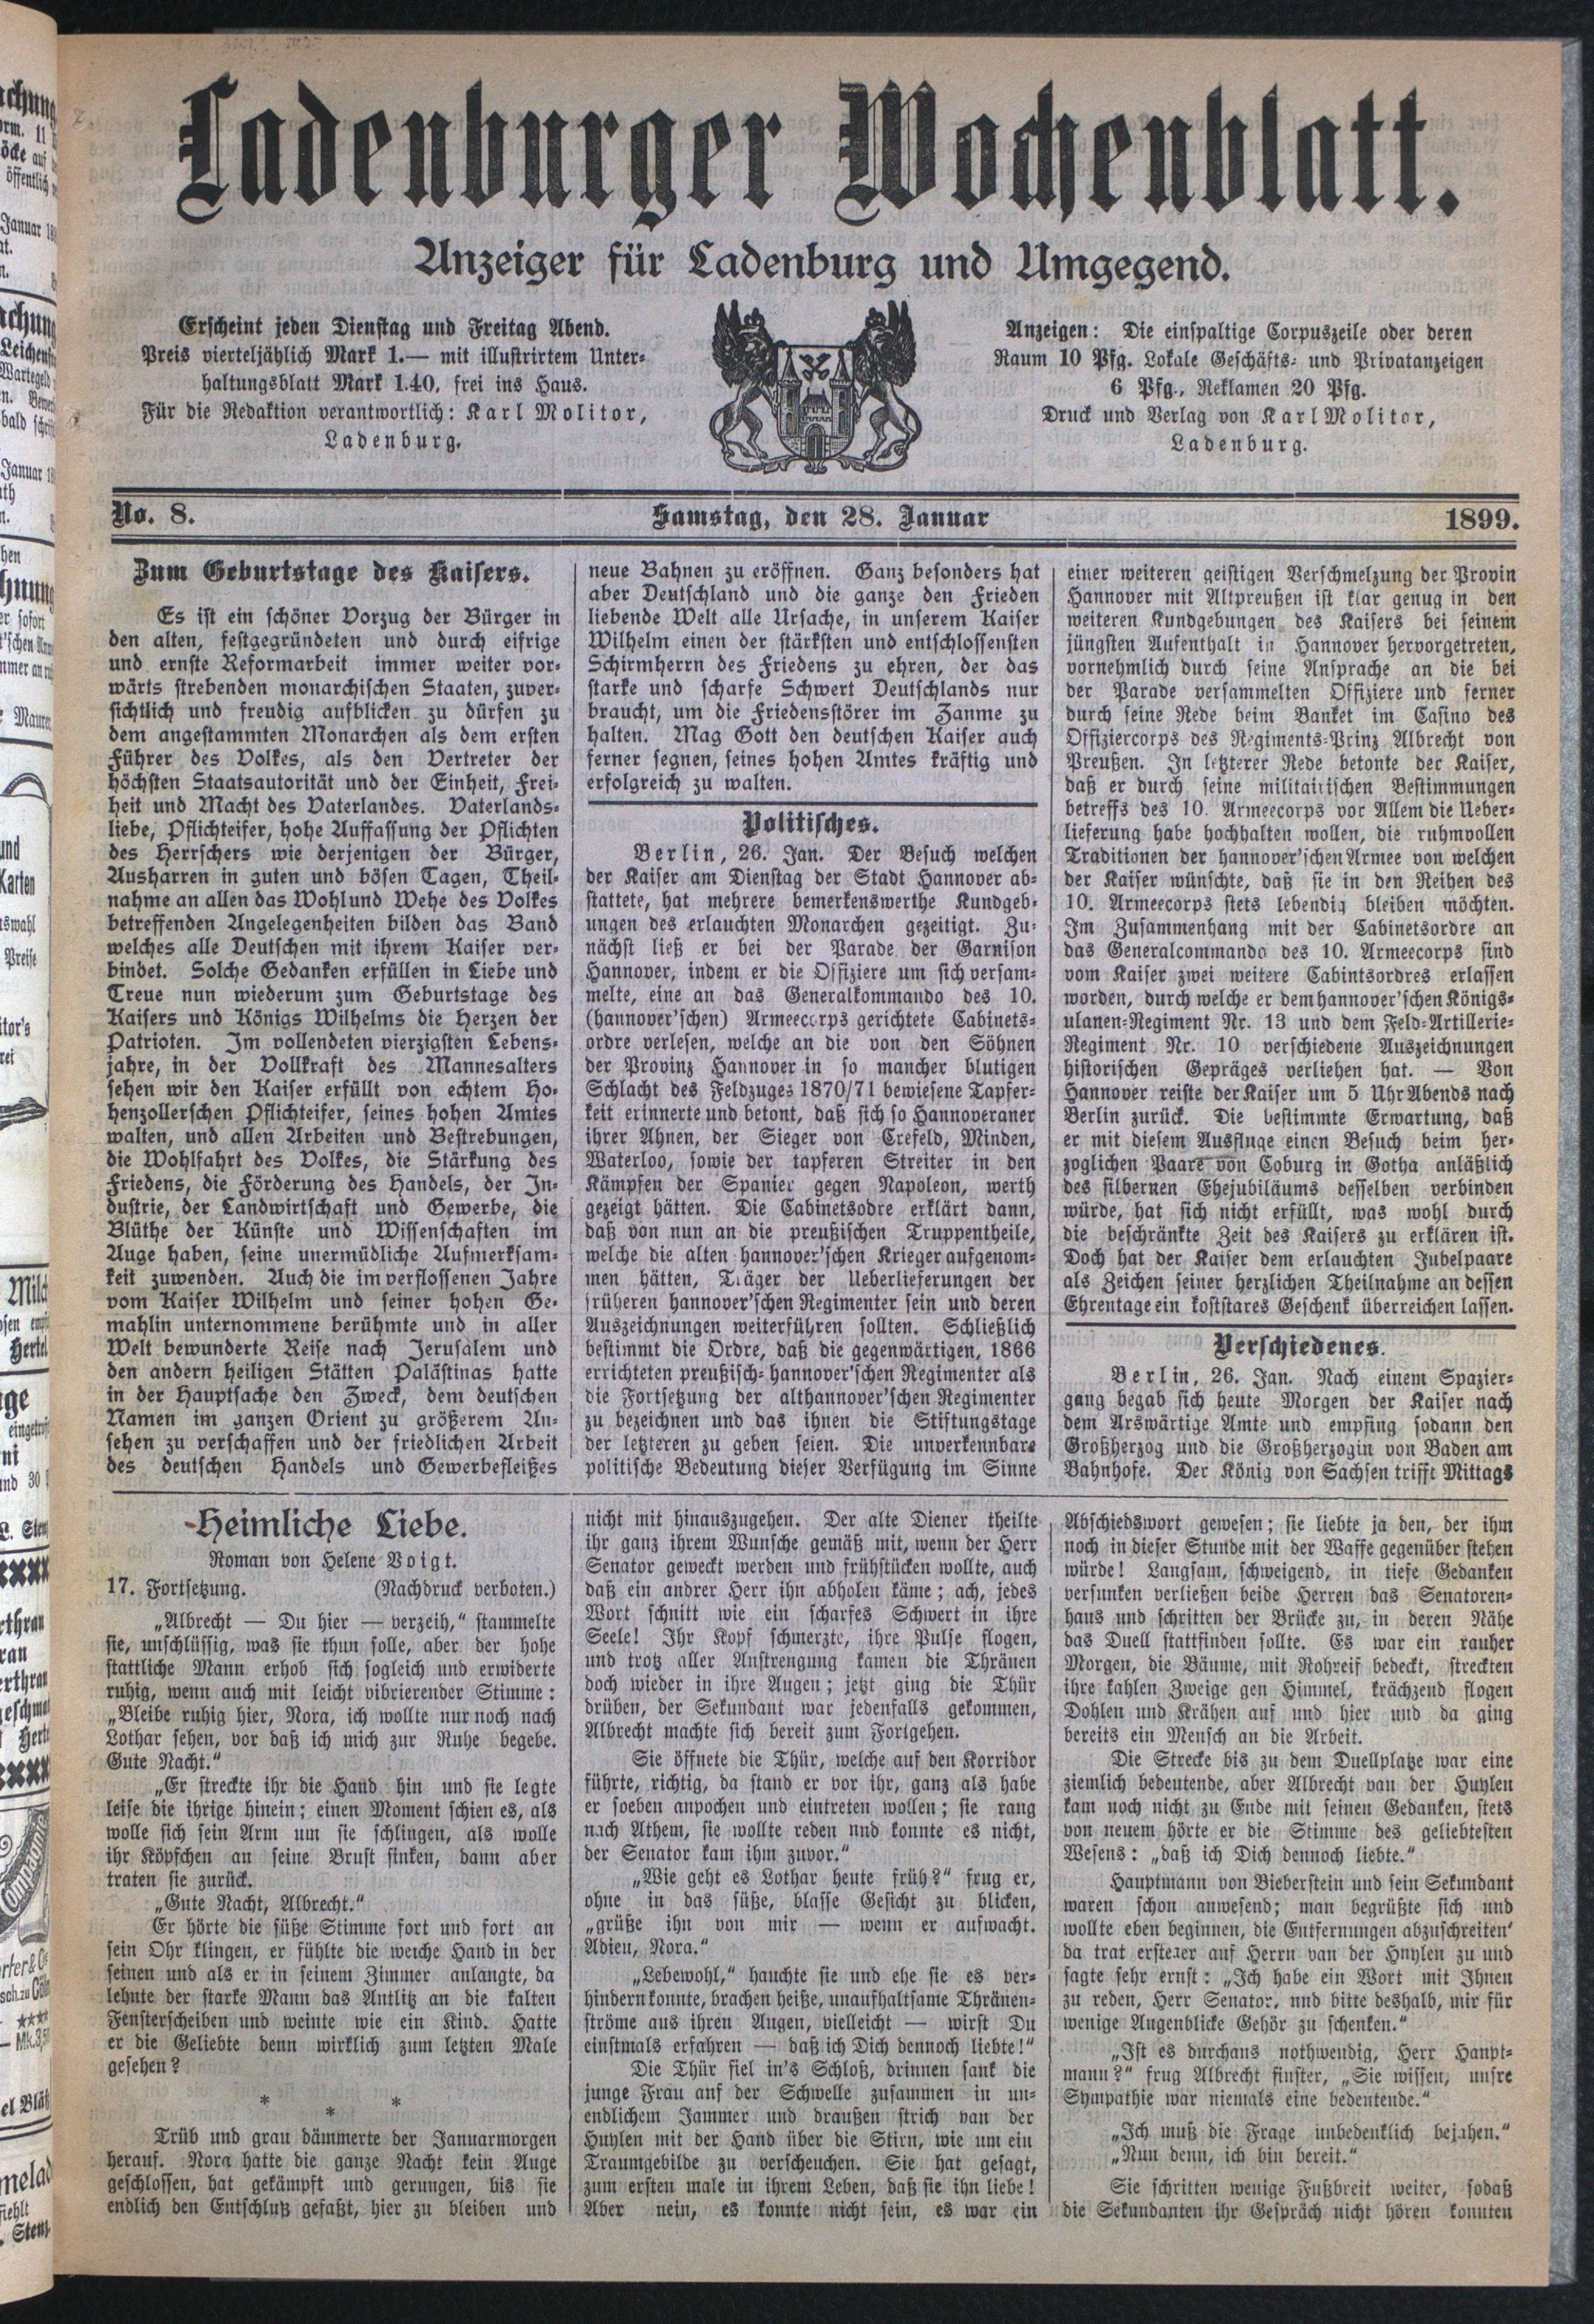 Ladenburger Wochenblatt.
Anzeiger für Ladenburg und Umgegend.
Erscheint jeden Dienstag und Freitag Abend.
Preis vierteljählich Mark 1.— mit illustrirtem Unter-
haltungsblatt Mark 1.40, frei ins Haus.
Für die Redaktion verantwortlich: Karl Molitor,
Ladenburg.
Anzeigen: Die einspaltige Corpuszeile oder deren
Raum 10 Pfg. Lokale Geschäfts- und Privatanzeigen
6 Pfg., Reklamen 20 Pfg.
Druck und Verlag von Karl Molitor,
Ladenburg.
No. 8. Samstag, den 28. Januar 1899.
Zum Geburtstage des Kaisers.
Es ist ein schöner Vorzug der Bürger in
den alten, festgegründeten und durch eifrige
und ernste Reformarbeit immer weiter vor-
wärts strebenden monarchischen Staaten, zuver-
sichtlich und freudig aufblicken zu dürfen zu
dem angestammten Monarchen als dem ersten
Führer des Volkes, als den Vertreter der
höchsten Staatsautorität und der Einheit, Frei-
heit und Macht des Vaterlandes. Vaterlands-
liebe, Pflichteifer, hohe Auffassung der Pflichten
des Herrschers wie derjenigen der Bürger,
Ausharren in guten und bösen Tagen, Theil-
nahme an allen das Wohl und Wehe des Volkes
betreffenden Angelegenheiten bilden das Band
welches alle Deutschen mit ihrem Kaiser ver-
bindet. Solche Gedanken erfüllen in Liebe und
Treue nun wiederum zum Geburtstage des
Kaisers und Königs Wilhelms die Herzen der
Patrioten. Im vollendeten vierzigsten Lebens-
jahre, in der Vollkraft des Mannesalters
sehen wir den Kaiser erfüllt von echtem Ho-
henzollerschen Pflichteifer, seines hohen Amtes
walten, und allen Arbeiten und Bestrebungen,
die Wohlfahrt des Volkes, die Stärkung des
Friedens, die Förderung des Handels, der In-
dustrie, der Landwirtschaft und Gewerbe, die
Blüthe der Künste und Wissenschaften im
Auge haben, seine unermüdliche Aufmerksam-
keit zuwenden. Auch die im verflossenen Jahre
vom Kaiser Wilhelm und seiner hohen Ge-
mahlin unternommene berühmte und in aller
Welt bewunderte Reise nach Jerusalem und
den andern heiligen Stätten Palästinas hatte
in der Hauptsache den Zweck, dem deutschen
Namen im ganzen Orient zu größerem An-
sehen zu verschaffen und der friedlichen Arbeit
des deutschen Handels und Gewerbefleißes
neue Bahnen zu eröffnen. Ganz besonders hat
aber Deutschland und die ganze den Frieden
liebende Welt alle Ursache, in unserem Kaiser
Wilhelm einen der stärksten und entschlossensten
Schirmherrn des Friedens zu ehren, der das
starke und scharfe Schwert Deutschlands nur
braucht, um die Friedensstörer im Zanme zu
halten. Mag Gott den deutschen Kaiser auch
ferner segnen, seines hohen Amtes kräftig und
erfolgreich zu walten.
Politisches.
Berlin, 26. Jan. Der Besuch welchen
der Kaiser am Dienstag der Stadt Hannover ab-
stattete, hat mehrere bemerkenswerthe Kundgeb-
ungen des erlauchten Monarchen gezeitigt. Zu-
nächst ließ er bei der Parade der Garnison
Hannover, indem er die Offiziere um sich versam-
melte, eine an das Generalkommando des 10.
(hannover'schen) Armeecorps gerichtete Cabinets-
ordre verlesen, welche an die von den Söhnen
der Provinz Hannover in so mancher blutigen
Schlacht des Feldzuges 1870/71 bewiesene Tapfer-
keit erinnerte und betont, daß sich so Hannoveraner
ihrer Ahnen, der Sieger von Crefeld, Minden,
Waterloo, sowie der tapferen Streiter in den
Kämpfen der Spanier gegen Napoleon, werth
gezeigt hätten. Die Cabinetsodre erklärt dann,
daß von nun an die preußischen Truppentheile,
welche die alten hannover'schen Krieger aufgenom-
men hätten, Träger der Ueberlieferungen der
früheren hannover'schen Regimenter sein und deren
Auszeichnungen weiterführen sollten. Schließlich
bestimmt die Ordre, daß die gegenwärtigen, 1866
errichteten preußisch-hannover'schen Regimenter als
die Fortsetzung der althannover'schen Regimenter
zu bezeichnen und das ihnen die Stiftungstage
der letzteren zu geben seien. Die unverkennbare
politische Bedeutung dieser Verfügung im Sinne
einer weiteren geistigen Verschmelzung der Provin
Hannover mit Altpreußen ist klar genug in den
weiteren Kundgebungen des Kaisers bei seinem
jüngsten Aufenthalt in Hannover hervorgetreten,
vornehmlich durch seine Ansprache an die bei
der Parade versammelten Offiziere und ferner
durch seine Rede beim Banket im Casino des
Offiziercorps des Regiments-Prinz Albrecht von
Preußen. In letzterer Rede betonte der Kaiser,
daß er durch seine militairischen Bestimmungen
betreffs des 10. Armeecorps vor Allem die Ueber-
lieferung habe hochhalten wollen, die ruhmvollen
Traditionen der hannover'schen Armee von welchen
der Kaiser wünschte, daß sie in den Reihen des
10. Armeecorps stets lebendig bleiben möchten.
Im Zusammenhang mit der Cabinetsordre an
das Generalcommando des 10. Armeecorps sind
vom Kaiser zwei weitere Cabintsordres erlassen
worden, durch welche er dem hannover'schen Königs-
ulanen-Regiment Nr. 13 und dem Feld-Artillerie-
Regiment Nr. 10 verschiedene Auszeichnungen
historischen Gepräges verliehen hat. — Von
Hannover reiste der Kaiser um 5 Uhr Abends nach
Berlin zurück. Die bestimmte Erwartung, daß
er mit diesem Ausfluge einen Besuch beim her-
zoglichen Paare von Coburg in Gotha anläßlich
des silbernen Ehejubiläums desselben verbinden
würde, hat sich nicht erfüllt, was wohl durch
die beschränkte Zeit des Kaisers zu erklären ist.
Doch hat der Kaiser dem erlauchten Jubelpaare
als Zeichen seiner herzlichen Theilnahme an dessen
Ehrentage ein koststares Geschenk überreichen lassen.
Verschiedenes.
Berlin, 26. Jan. Nach einem Spazier-
gang begab sich heute Morgen der Kaiser nach
dem Arswärtige Amte und empfing sodann den
Großherzog und die Großherzogin von Baden am
Bahnhofe. Der König von Sachsen trifft Mittags
Heimliche Liebe.
Roman von Helene Voigt.
17. Fortsetzung. (Nachdruck verboten.)
„Albrecht — Du hier — verzeih,“ stammelte
sie, unschlüssig, was sie thun solle, aber der hohe
stattliche Mann erhob sich sogleich und erwiderte
ruhig, wenn auch mit leicht vibrierender Stimme:
„Bleibe ruhig hier, Nora, ich wollte nur noch nach
Lothar sehen, vor daß ich mich zur Ruhe begebe.
Gute Nacht.“
„Er streckte ihr die Hand hin und sie legte
leise die ihrige hinein; einen Moment schien es, als
wolle sich sein Arm um sie schlingen, als wolle
ihr Köpfchen an seine Brust sinken, dann aber
traten sie zurück.
„Gute Nacht, Albrecht.“
Er hörte die süße Stimme fort und fort an
sein Ohr klingen, er fühlte die weiche Hand in der
seinen und als er in seinem Zimmer anlangte, da
lehnte der starke Mann das Antlitz an die kalten
Fensterscheiben und weinte wie ein Kind. Hatte
er die Geliebte denn wirklich zum letzten Male
gesehen?
* * *
Trüb und grau dämmerte der Januarmorgen
herauf. Nora hatte die ganze Nacht kein Auge
geschlossen, hat gekämpft und gerungen, bis sie
endlich den Entschluß gefaßt, hier zu bleiben und
nicht mit hinauszugehen. Der alte Diener theilte
ihr ganz ihrem Wunsche gemäß mit, wenn der Herr
Senator geweckt werden und frühstücken wollte, auch
daß ein andrer Herr ihn abholen käme; ach, jedes
Wort schnitt wie ein scharfes Schwert in ihre
Seele! Ihr Kopf schmerzte, ihre Pulse flogen,
und trotz aller Anstrengung kamen die Thränen
doch wieder in ihre Augen; jetzt ging die Thür
drüben, der Sekundant war jedenfalls gekommen,
Albrecht machte sich bereit zum Fortgehen.
Sie öffnete die Thür, welche auf den Korridor
führte, richtig, da stand er vor ihr, ganz als habe
er soeben anpochen und eintreten wollen; sie rang
nach Athem, sie wollte reden und konnte es nicht,
der Senator kam ihm zuvor.“
„Wie geht es Lothar heute früh?“ frug er,
ohne in das süße, blasse Gesicht zu blicken,
„grüße ihn von mir — wenn er aufwacht.
Adieu, Nora.“
„Lebewohl,“ hauchte sie und ehe sie es ver-
hindern konnte, brachen heiße, unaufhaltsame Thränen-
ströme aus ihren Augen, vielleicht — wirst Du
einstmals erfahren — daß ich Dich dennoch liebte!“
Die Thür fiel in's Schloß, drinnen sank die
junge Frau auf der Schwelle zusammen in un-
endlichem Jammer und draußen strich van der
Huylen mit der Hand über die Stirn, wie um ein
Traumgebilde zu verscheuchen. Sie hat gesagt,
zum ersten male in ihrem Leben, daß sie ihn liebe!
Aber nein, es konnte nicht sein, es war ein
Abschiedswort gewesen; sie liebte ja den, der ihm
noch in dieser Stunde mit der Waffe gegenüber stehen
würde! Langsam, schweigend, in tiefe Gedanken
versunken verließen beide Herren das Senatoren-
haus und schritten der Brücke zu, in deren Nähe
das Duell stattfinden sollte. Es war ein rauher
Morgen, die Bäume, mit Rohreif bedeckt, streckten
ihre kahlen Zweige gen Himmel, krächzend flogen
Dohlen und Krähen auf und hier und da ging
bereits ein Mensch an die Arbeit.
Die Strecke bis zu dem Duellplatze war eine
ziemlich bedeutende, aber Albrecht van der Huylen
kam noch nicht zu Ende mit seinen Gedanken, stets
von neuem hörte er die Stimme des geliebtesten
Wesens: „daß ich Dich dennoch liebte.“
Hauptmann von Bieberstein und sein Sekundant
waren schon anwesend; man begrüßte sich und
wollte eben beginnen, die Entfernungen abzuschreiten'
da trat ersterer auf Herrn van der Huylen zu und
sagte sehr ernst: „Ich habe ein Wort mit Ihnen
zu reden, Herr Senator, und bitte deshalb, mir für
wenige Augenblicke Gehör zu schenken.“
„Ist es durchaus nothwendig, Herr Haupt-
mann?“ frug Albrecht finster, „Sie wissen, unsre
Sympathie war niemals eine bedeutende.“
„Ich muß die Frage unbedenklich bejahen.“
„Nun denn, ich bin bereit.“
Sie schritten wenige Fußbreit weiter, sodaß
die Sekundanten ihr Gespräch nicht hören konnten